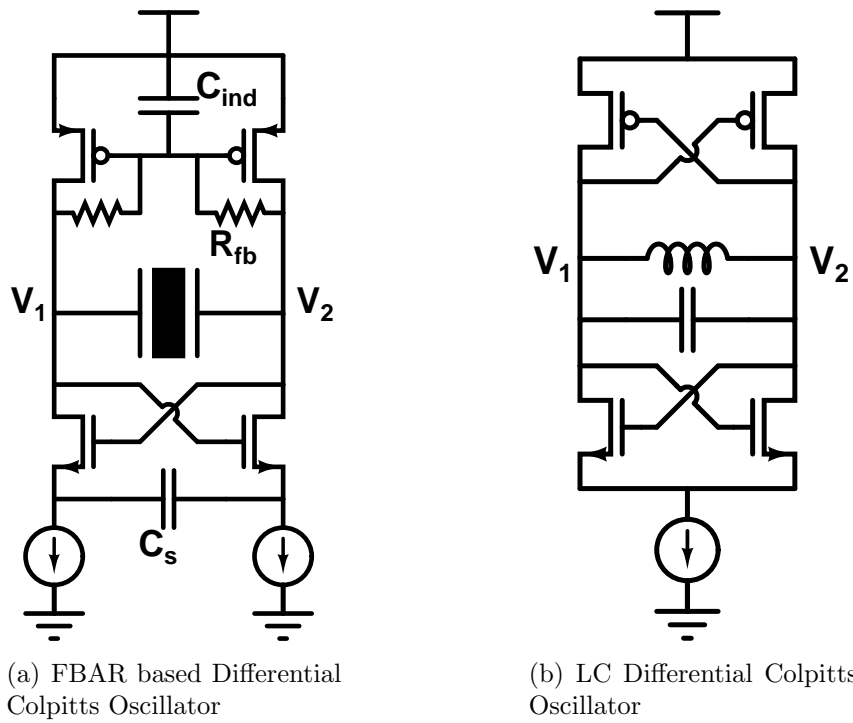 C_ind
R_fb
V_1
V_2
C_s
V_1
V_2
(a) FBAR based Differential
Colpitts Oscillator
(b) LC Differential Colpitts
Oscillator